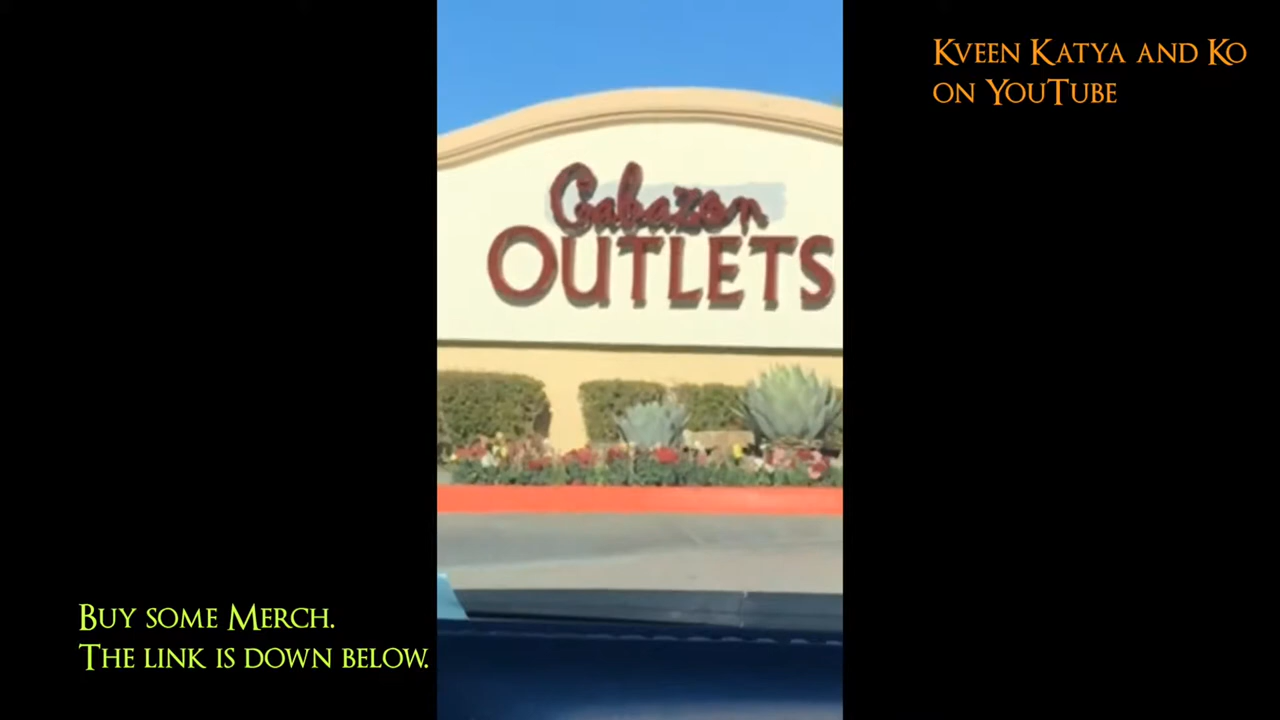 Kveen Katya and Ko
on YouTube
Cabazon
OUTLETS
Buy some Merch.
The link is down below.